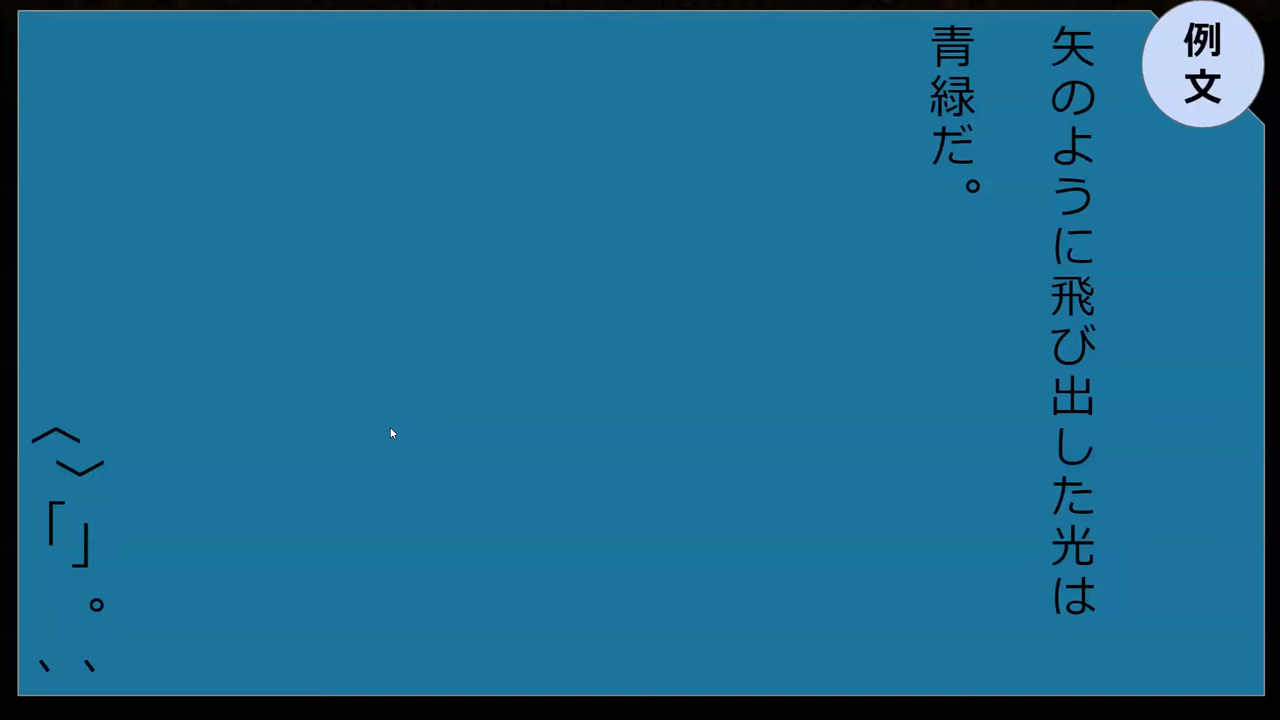 例文
矢のように飛び出した光は
青緑だ。
〈〉
「」
。
、、